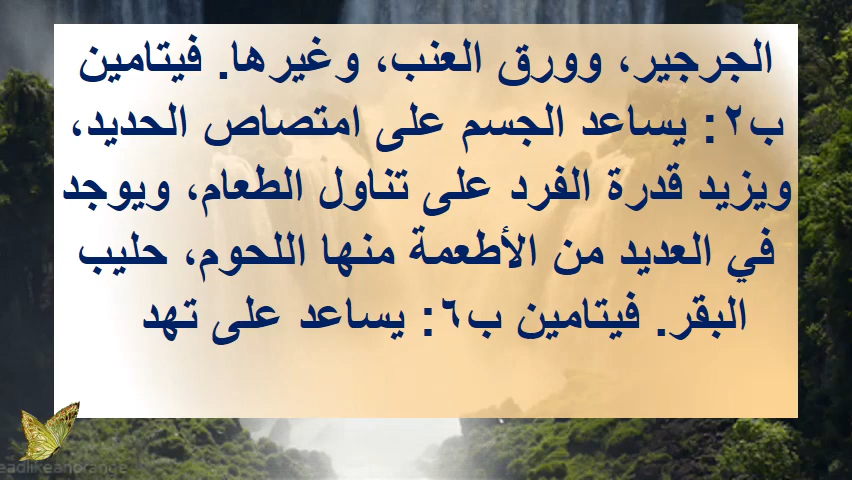 الجرجير، وورق العنب، وغيرها. فيتامين
ب٢: يساعد الجسم على امتصاص الحديد،
ويزيد قدرة الفرد على تناول الطعام، ويوجد
في العديد من الأطعمة منها اللحوم، حليب
البقر. فيتامين ب٦: يساعد على تهد
eadlikeanorange